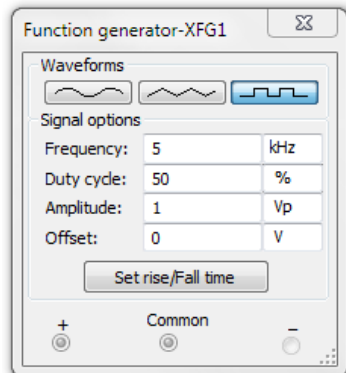 Function generator-XFG1
Waveforms
Signal options
Frequency: 5 kHz
Duty cycle: 50 %
Amplitude: 1 Vp
Offset: 0 V
Set rise/Fall time
+ Common −